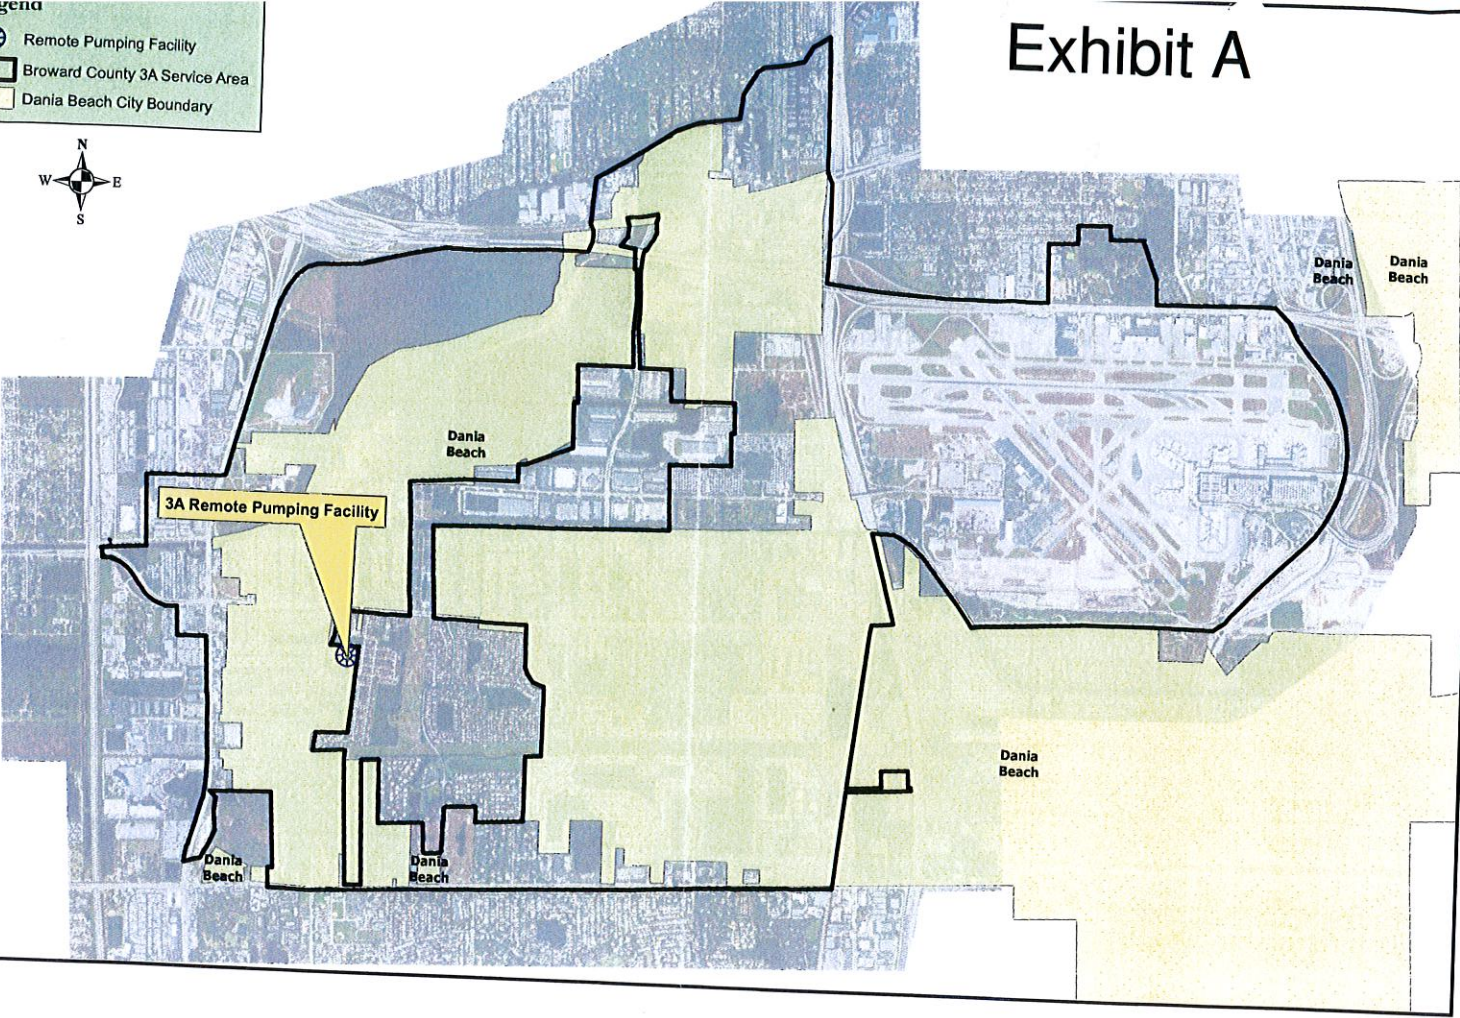 Exhibit A
Remote Pumping Facility
Broward County 3A Service Area
Dania Beach City Boundary
N
W E
S
Dania
Beach
Dania
Beach
Dania
Beach
3A Remote Pumping Facility
Dania
Beach
Dania
Beach
Dania
Beach